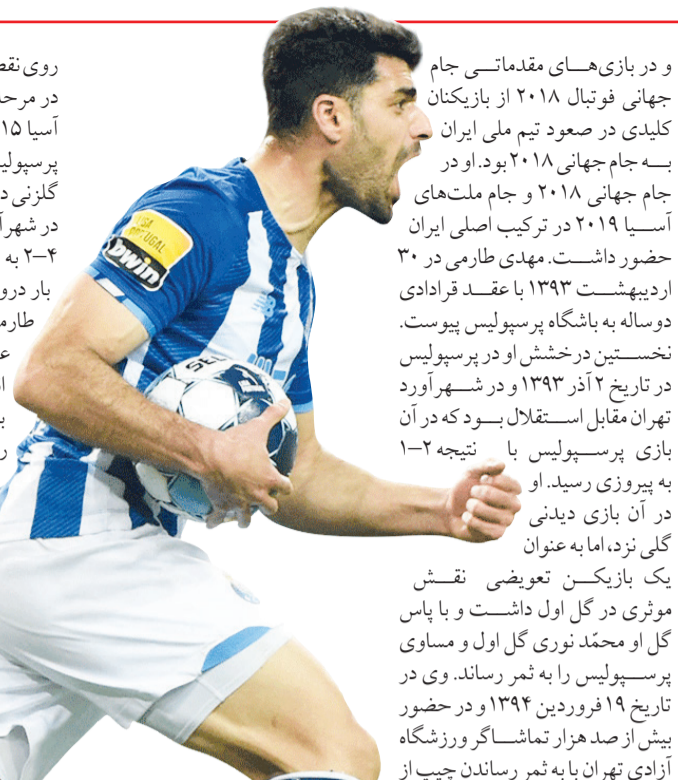 و در بازی‌های مقدماتی جام
جهانی فوتبال ۲۰۱۸ از بازیکنان
کلیدی در صعود تیم ملی ایران
به جام جهانی ۲۰۱۸ بود. او در
جام جهانی ۲۰۱۸ و جام ملت‌های
آسیا ۲۰۱۹ در ترکیب اصلی ایران
حضور داشت. مهدی طارمی در ۳۰
اردیبهشت ۱۳۹۳ با عقد قرادادی
دوساله به باشگاه پرسپولیس پیوست.
نخستین درخشش او در پرسپولیس
در تاریخ ۲ آذر ۱۳۹۳ و در شهرآورد
تهران مقابل استقلال بود که در آن
بازی پرسپولیس با نتیجه ۲–۱
به پیروزی رسید. او
در آن بازی دیدنی
گلی نزد، اما به عنوان
یک بازیکن تعویضی نقش
موثری در گل اول داشت و با پاس
گل او محمّد نوری گل اول و مساوی
پرسپولیس را به ثمر رساند. وی در
تاریخ ۱۹ فروردین ۱۳۹۴ و در حضور
بیش از صد هزار تماشاگر ورزشگاه
آزادی تهران با به ثمر رساندن چیپ از
روی نقط
در مرحـ
آسیا ۱۵
پرسپولیـ
گلزنی د
در شهرآ
۴–۲ به
بار درو
طارمـ
bwin